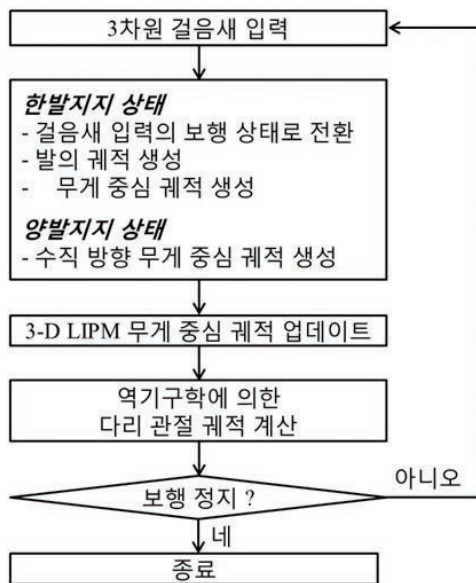 3차원 걸음새 입력
한발지지 상태
- 걸음새 입력의 보행 상태로 전환
- 발의 궤적 생성
- 무게 중심 궤적 생성
양발지지 상태
- 수직 방향 무게 중심 궤적 생성
3-D LIPM 무게 중심 궤적 업데이트
역기구학에 의한
다리 관절 궤적 계산
보행 정지 ?
아니오
네
종료